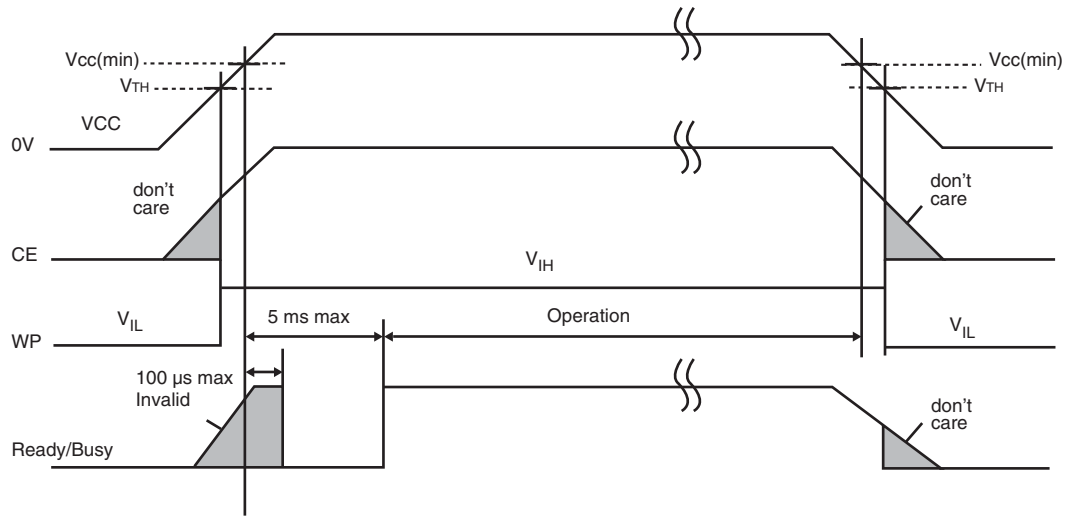 Vcc(min)
Vcc(min)
VTH
VTH
VCC
0V
don't
care
don't
care
CE
VIH
5 ms max
Operation
VIL
VIL
WP
100 µs max
Invalid
don't
care
Ready/Busy